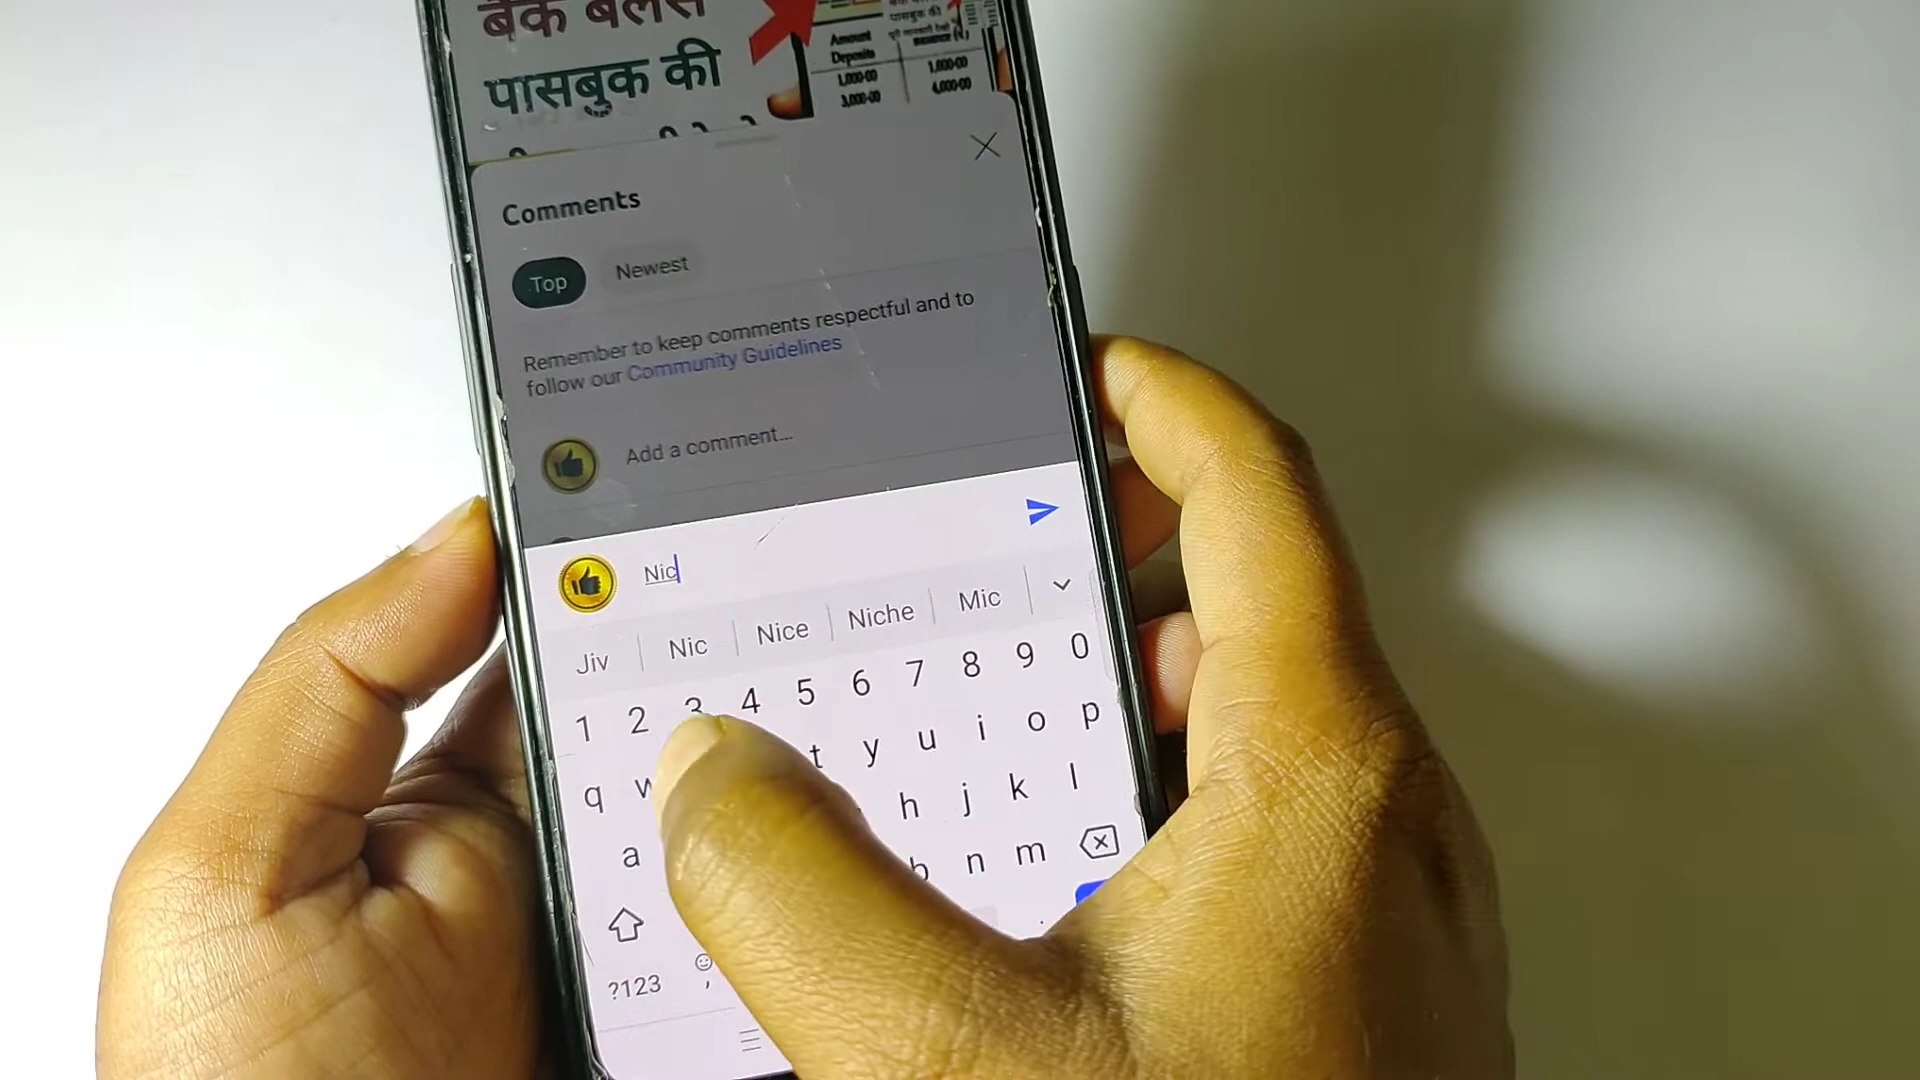 बैंक बैलेंस
पासबुक की
पासबुक की
Amount
Deposits
1,000-00
3,000-00
Balance (₹)
1,000-00
4,000-00
Comments
Top
Newest
Remember to keep comments respectful and to
follow our Community Guidelines
Add a comment...
Nic
Jiv
Nic
Nice
Niche
Mic
1 2 3 4 5 6 7 8 9 0
q w t y u i o p
a h j k l
b n m
?123 ,
.